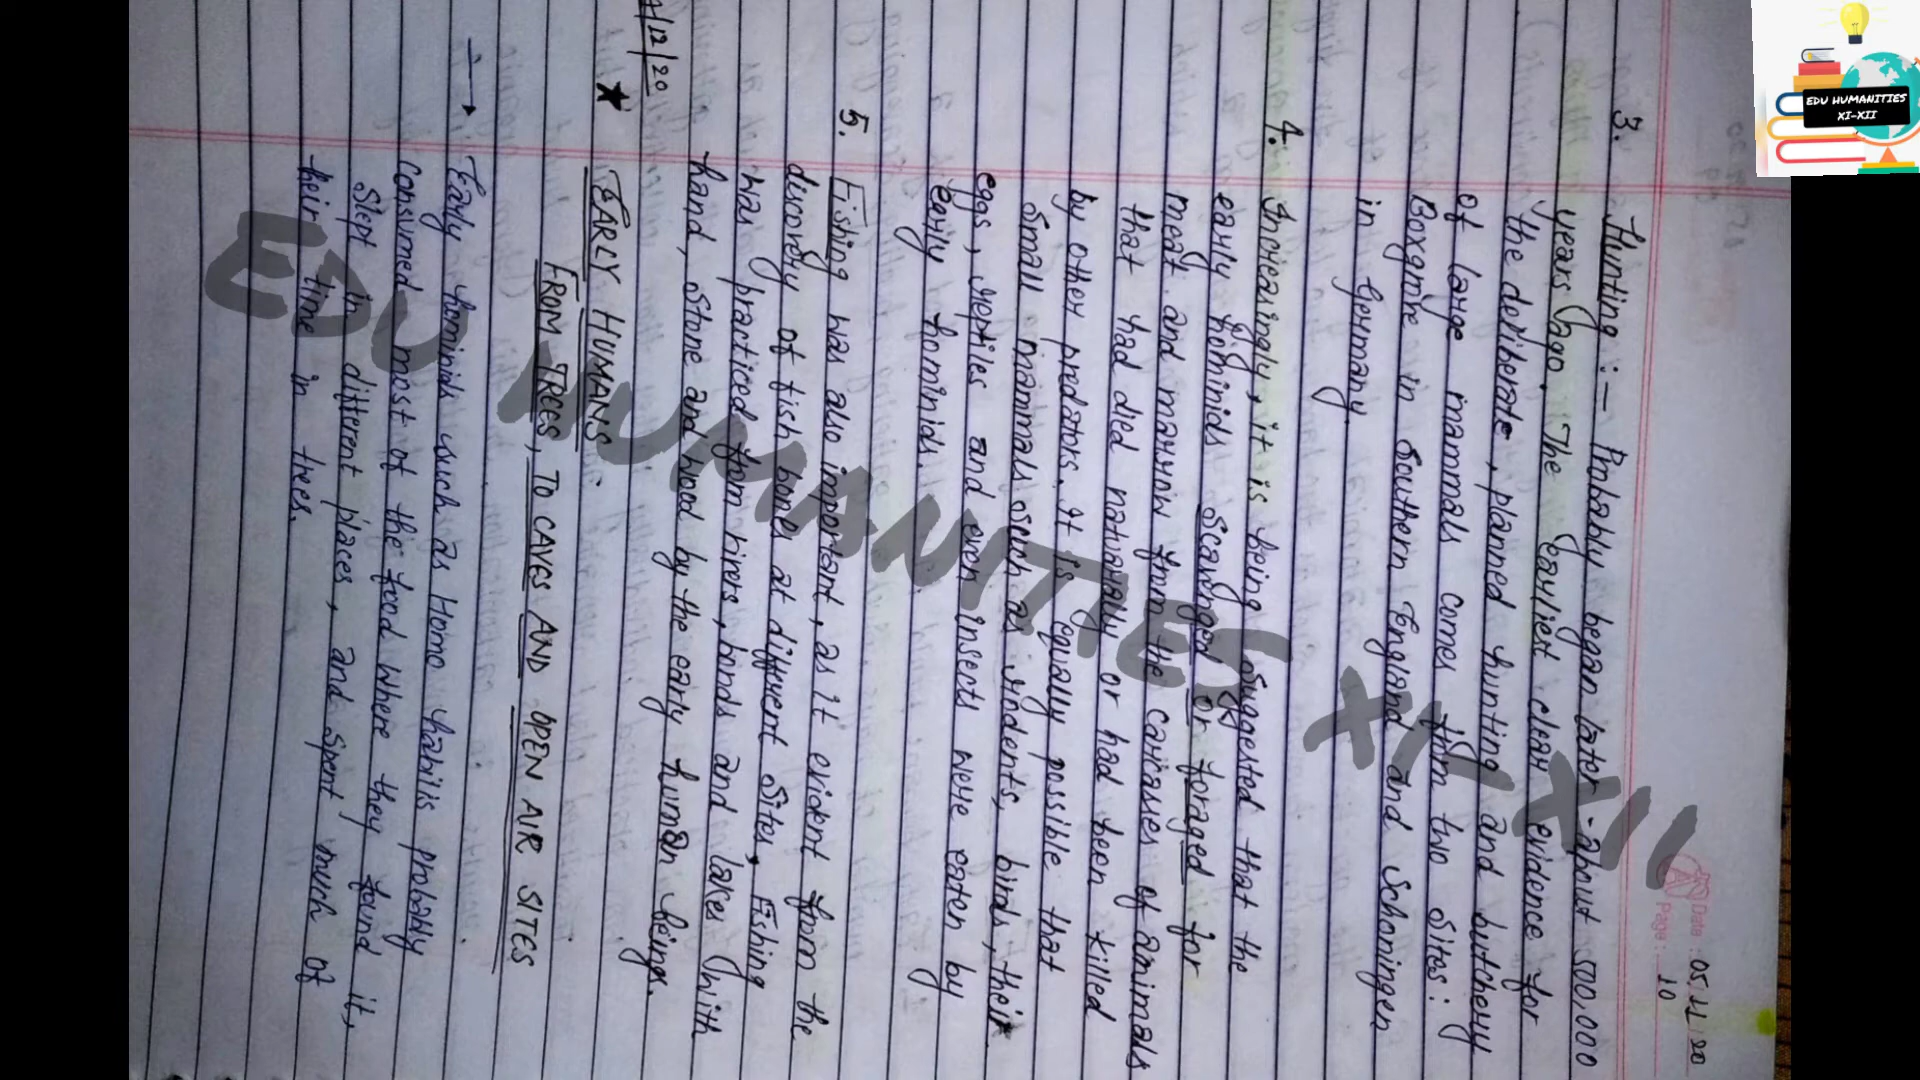 EDU HUMANITIES
XI-XII
Date : 05.11.20
Page : 10
3. Hunting :- Probably began later - about 500,000
years ago. The earliest clear evidence for
the deliberate, planned hunting and butchery
of large mammals comes from two sites:
Boxgrove in Southern England and Schoningen
in Germany.
4. Increasingly, it is being suggested that the
early hominids Scavenged or foraged for
meat and marrow from the carcasses of animals
that had died naturally or had been killed
by other predators. It is equally possible that
Small mammals such as rindents, birds, their
eggs, reptiles and even insects were eaten by
early hominids.
5. Fishing was also important, as it evident from the
discovery of fish bones at different Sites, Fishing
was practiced from rivers, ponds and lakes with
hand, Stone and wood by the early human beings.
/12/20
★ EARLY HUMANS:
FROM TREES, TO CAVES AND OPEN AIR SITES
→ Early hominids such as Homo habilis probably
consumed most of the food where they found it,
Slept in different places, and spent much of
their time in trees.
EDU HUMANITIES XI-XII